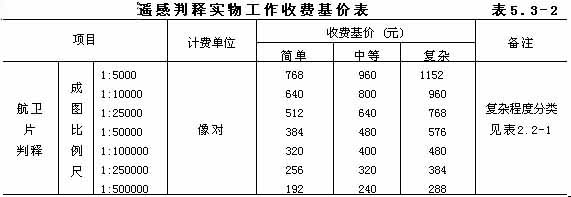 遥感判释实物工作收费基价表 表5.3-2
项目 计费单位 收费基价 (元) 备注
简单 中等 复杂
航卫片判释 成图比例尺 1:5000 像对 768 960 1152 复杂程度分类见表2.2-1
1:10000 640 800 960
1:25000 512 640 768
1:50000 384 480 576
1:100000 320 400 480
1:250000 256 320 384
1:500000 192 240 288